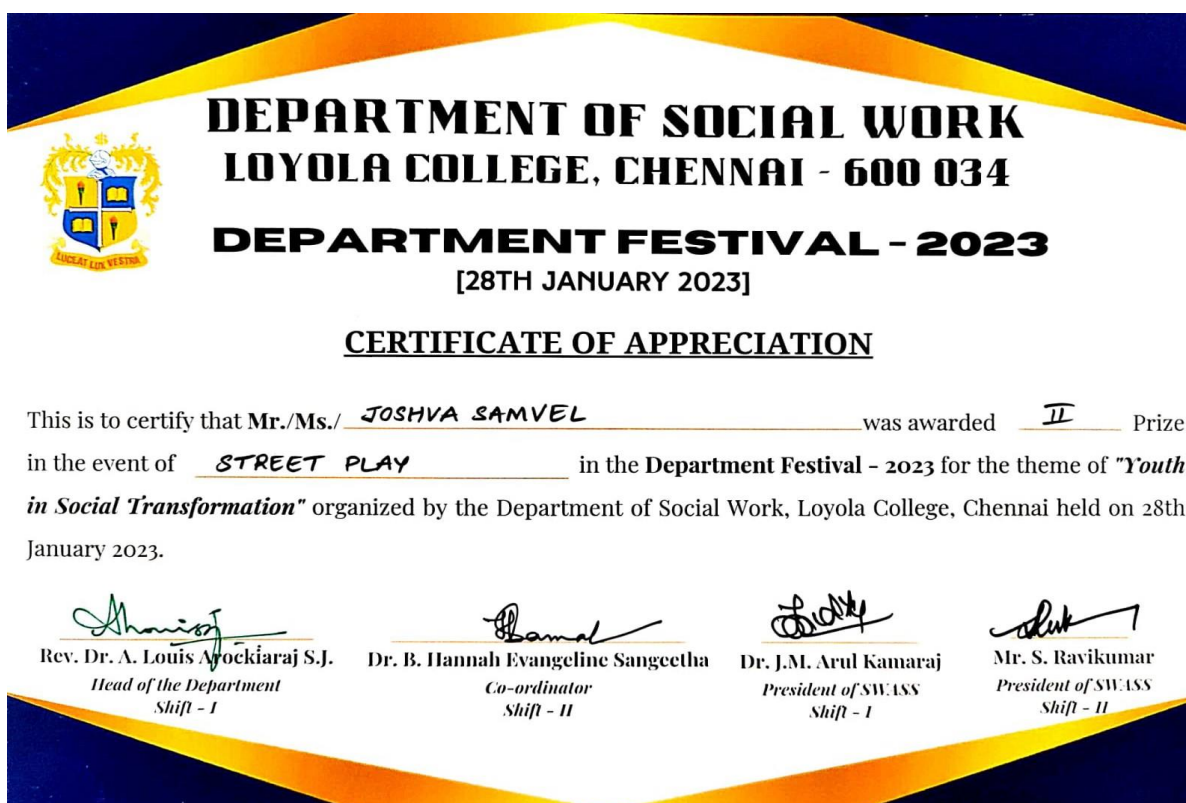 DEPARTMENT OF SOCIAL WORK
LOYOLA COLLEGE, CHENNAI - 600 034
LUCEAT LUX VESTRA
DEPARTMENT FESTIVAL - 2023
[28TH JANUARY 2023]
CERTIFICATE OF APPRECIATION
This is to certify that Mr./Ms./ JOSHVA SAMVEL was awarded II Prize
in the event of STREET PLAY in the Department Festival - 2023 for the theme of "Youth
in Social Transformation" organized by the Department of Social Work, Loyola College, Chennai held on 28th
January 2023.
Rev. Dr. A. Louis Arockiaraj S.J. Dr. B. Hannah Evangeline Sangeetha Dr. J.M. Arul Kamaraj Mr. S. Ravikumar
Head of the Department Co-ordinator President of SWASS President of SWASS
Shift - I Shift - II Shift - I Shift - II